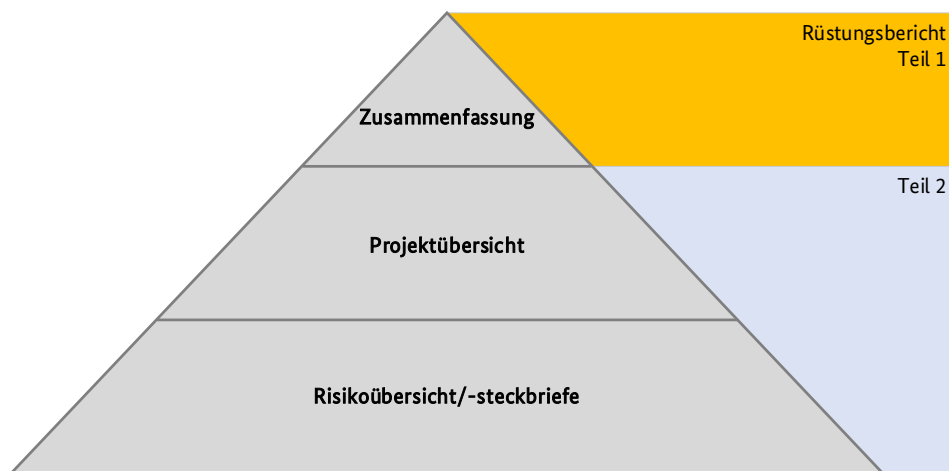 Rüstungsbericht
Teil 1
Zusammenfassung
Teil 2
Projektübersicht
Risikoübersicht/-steckbriefe